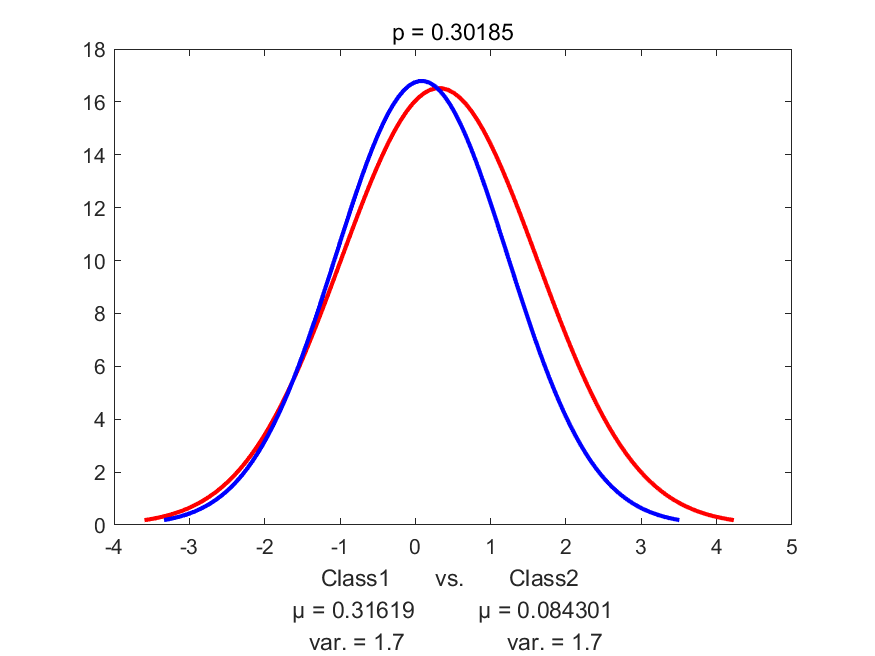 p = 0.30185
18
16
14
12
10
8
6
4
2
0
-4 -3 -2 -1 0 1 2 3 4 5
Class1 vs. Class2
μ = 0.31619 μ = 0.084301
var. = 1.7 var. = 1.7